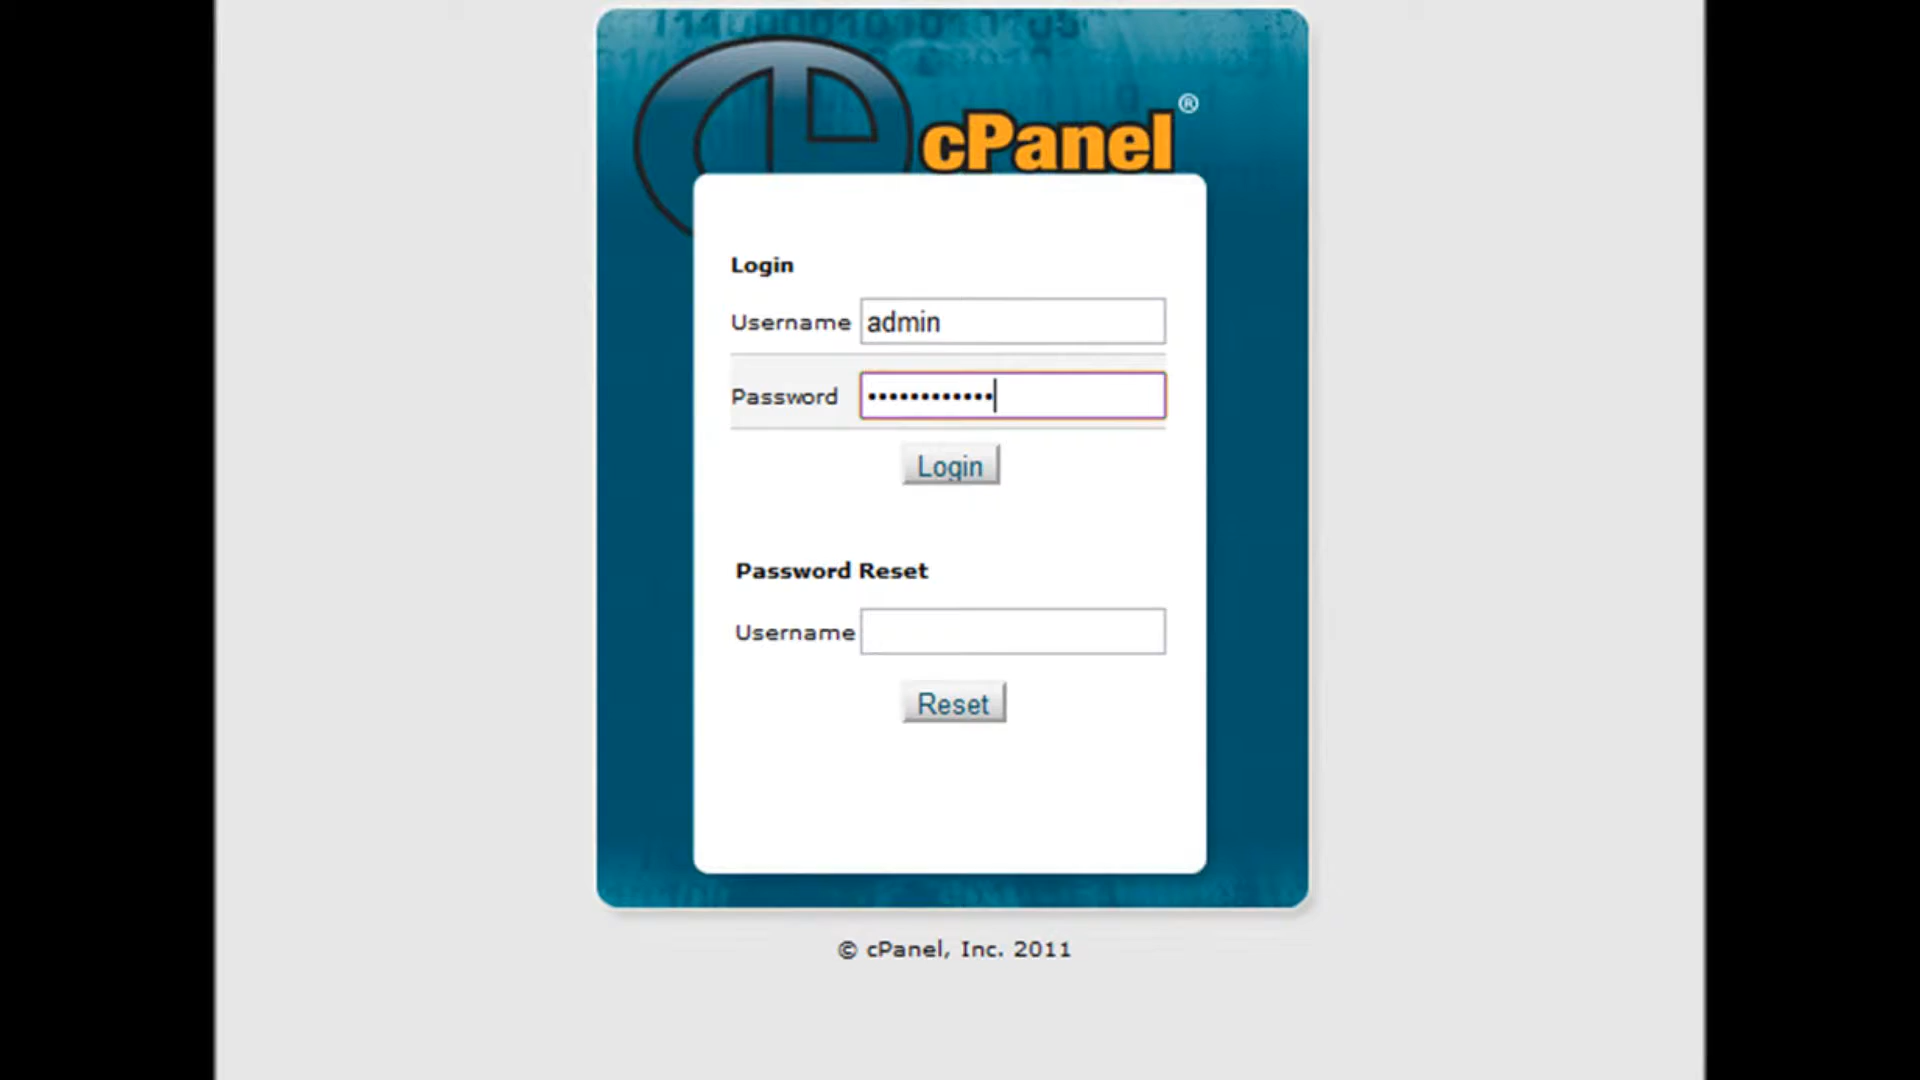 cPanel®
Login
Username admin
Password ••••••••••••
Login
Password Reset
Username
Reset
© cPanel, Inc. 2011